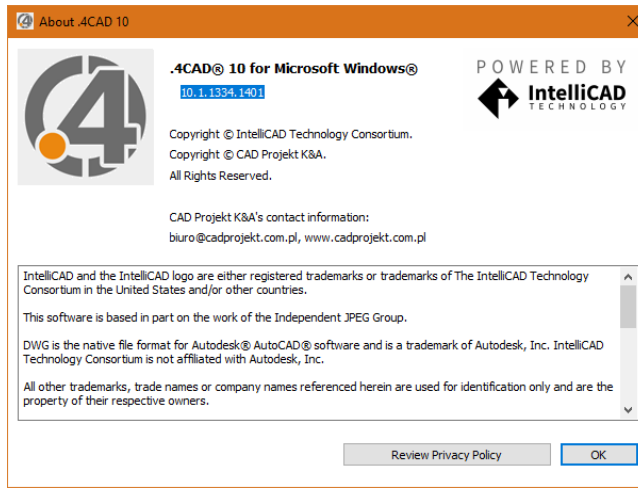 About .4CAD 10
.4CAD® 10 for Microsoft Windows®
10.1.1334.1401
POWERED BY
IntelliCAD
TECHNOLOGY
.4
Copyright © IntelliCAD Technology Consortium.
Copyright © CAD Projekt K&A.
All Rights Reserved.
CAD Projekt K&A's contact information:
biuro@cadprojekt.com.pl, www.cadprojekt.com.pl
IntelliCAD and the IntelliCAD logo are either registered trademarks or trademarks of The IntelliCAD Technology
Consortium in the United States and/or other countries.
This software is based in part on the work of the Independent JPEG Group.
DWG is the native file format for Autodesk® AutoCAD® software and is a trademark of Autodesk, Inc. IntelliCAD
Technology Consortium is not affiliated with Autodesk, Inc.
All other trademarks, trade names or company names referenced herein are used for identification only and are the
property of their respective owners.
Review Privacy Policy
OK